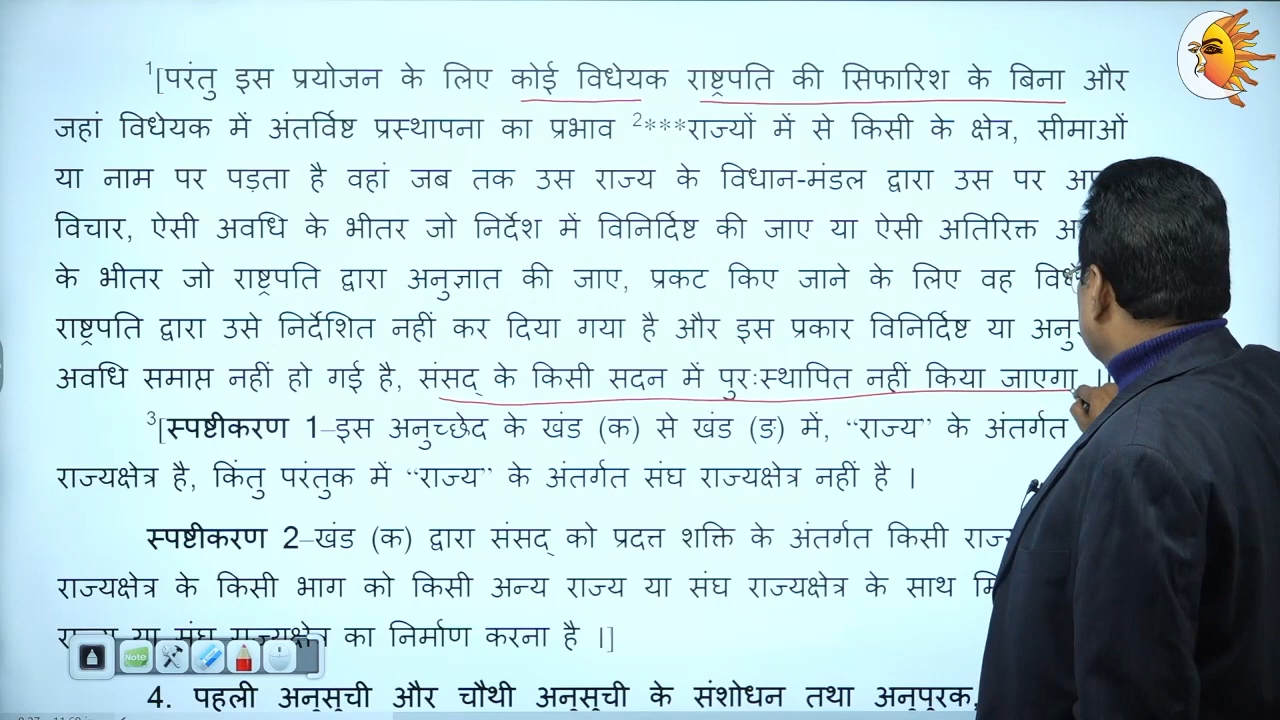 ¹[परंतु इस प्रयोजन के लिए कोई विधेयक राष्ट्रपति की सिफारिश के बिना और
जहां विधेयक में अंतर्विष्ट प्रस्थापना का प्रभाव ²***राज्यों में से किसी के क्षेत्र, सीमाओं
या नाम पर पड़ता है वहां जब तक उस राज्य के विधान-मंडल द्वारा उस पर
विचार, ऐसी अवधि के भीतर जो निर्देश में विनिर्दिष्ट की जाए या ऐसी अतिरिक्त
के भीतर जो राष्ट्रपति द्वारा अनुज्ञात की जाए, प्रकट किए जाने के लिए वह
राष्ट्रपति द्वारा उसे निर्देशित नहीं कर दिया गया है और इस प्रकार विनिर्दिष्ट या
अवधि समाप्त नहीं हो गई है, संसद् के किसी सदन में पुरःस्थापित नहीं किया जाएगा ।
³[स्पष्टीकरण 1–इस अनुच्छेद के खंड (क) से खंड (ङ) में, “राज्य” के अंतर्गत
राज्यक्षेत्र है, किंतु परंतुक में “राज्य” के अंतर्गत संघ राज्यक्षेत्र नहीं है ।
स्पष्टीकरण 2–खंड (क) द्वारा संसद् को प्रदत्त शक्ति के अंतर्गत किसी
राज्यक्षेत्र के किसी भाग को किसी अन्य राज्य या संघ राज्यक्षेत्र के साथ
राज्य या संघ राज्यक्षेत्र का निर्माण करना है ।]
Note
4. पहली अनुसूची और चौथी अनुसूची के संशोधन तथा अनुपूरक,